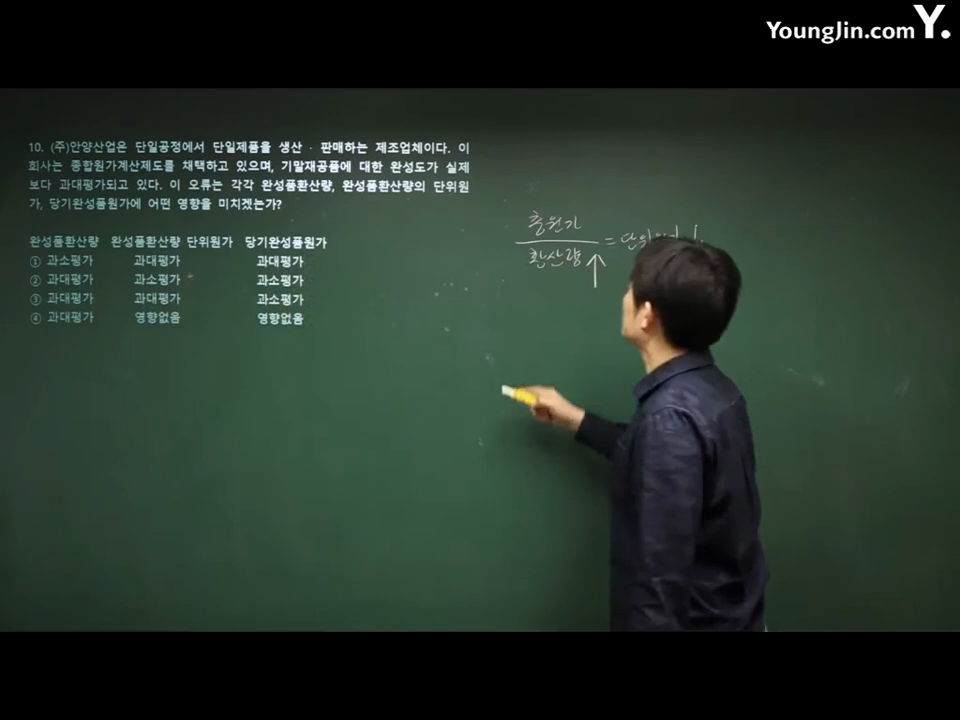 YoungJin.com Y.
10. (주)안양산업은 단일공정에서 단일제품을 생산 · 판매하는 제조업체이다. 이
회사는 종합원가계산제도를 채택하고 있으며, 기말재공품에 대한 완성도가 실제
보다 과대평가되고 있다. 이 오류는 각각 완성품환산량, 완성품환산량의 단위원
가, 당기완성품원가에 어떤 영향을 미치겠는가?
완성품환산량 완성품환산량 단위원가 당기완성품원가
① 과소평가 과대평가 과대평가
② 과대평가 과소평가 과소평가
③ 과대평가 과대평가 과소평가
④ 과대평가 영향없음 영향없음
총원가
환산량 ↑ = 단위